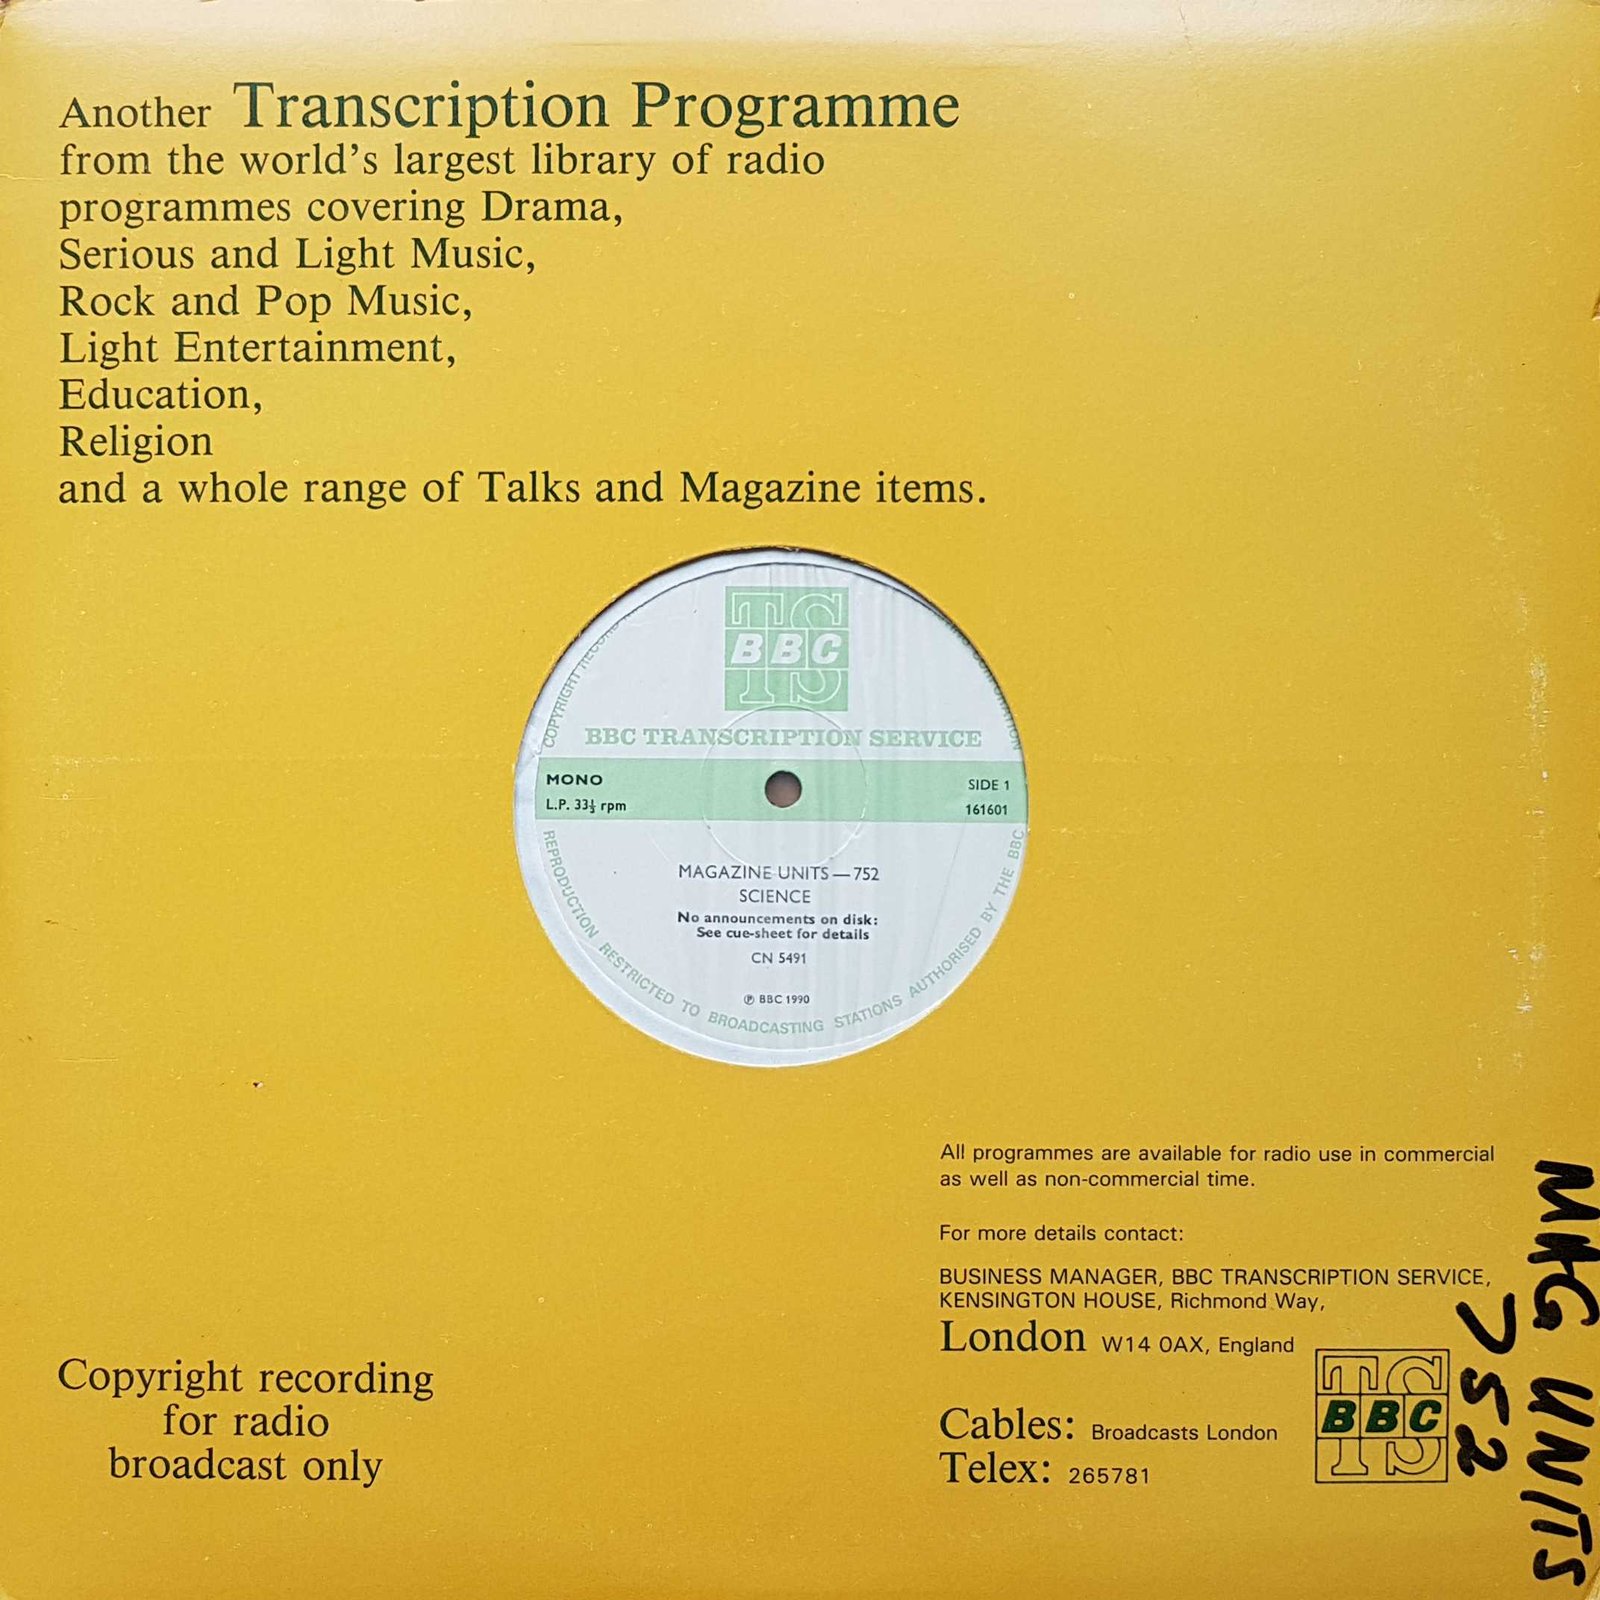 Another Transcription Programme
from the world's largest library of radio
programmes covering Drama,
Serious and Light Music,
Rock and Pop Music,
Light Entertainment,
Education,
Religion
and a whole range of Talks and Magazine items.
TS
BBC
TS
BBC TRANSCRIPTION SERVICE
MONO
L.P. 33⅓ rpm
SIDE 1
161601
MAGAZINE UNITS—752
SCIENCE
No announcements on disk:
See cue-sheet for details
CN 5491
℗ BBC 1990
COPYRIGHT
REPRODUCTION RESTRICTED TO BROADCASTING STATIONS AUTHORISED BY THE BBC
All programmes are available for radio use in commercial
as well as non-commercial time.
For more details contact:
BUSINESS MANAGER, BBC TRANSCRIPTION SERVICE,
KENSINGTON HOUSE, Richmond Way,
London W14 0AX, England
Cables: Broadcasts London
Telex: 265781
TS
BBC
TS
Copyright recording
for radio
broadcast only
MAG UNITS
752